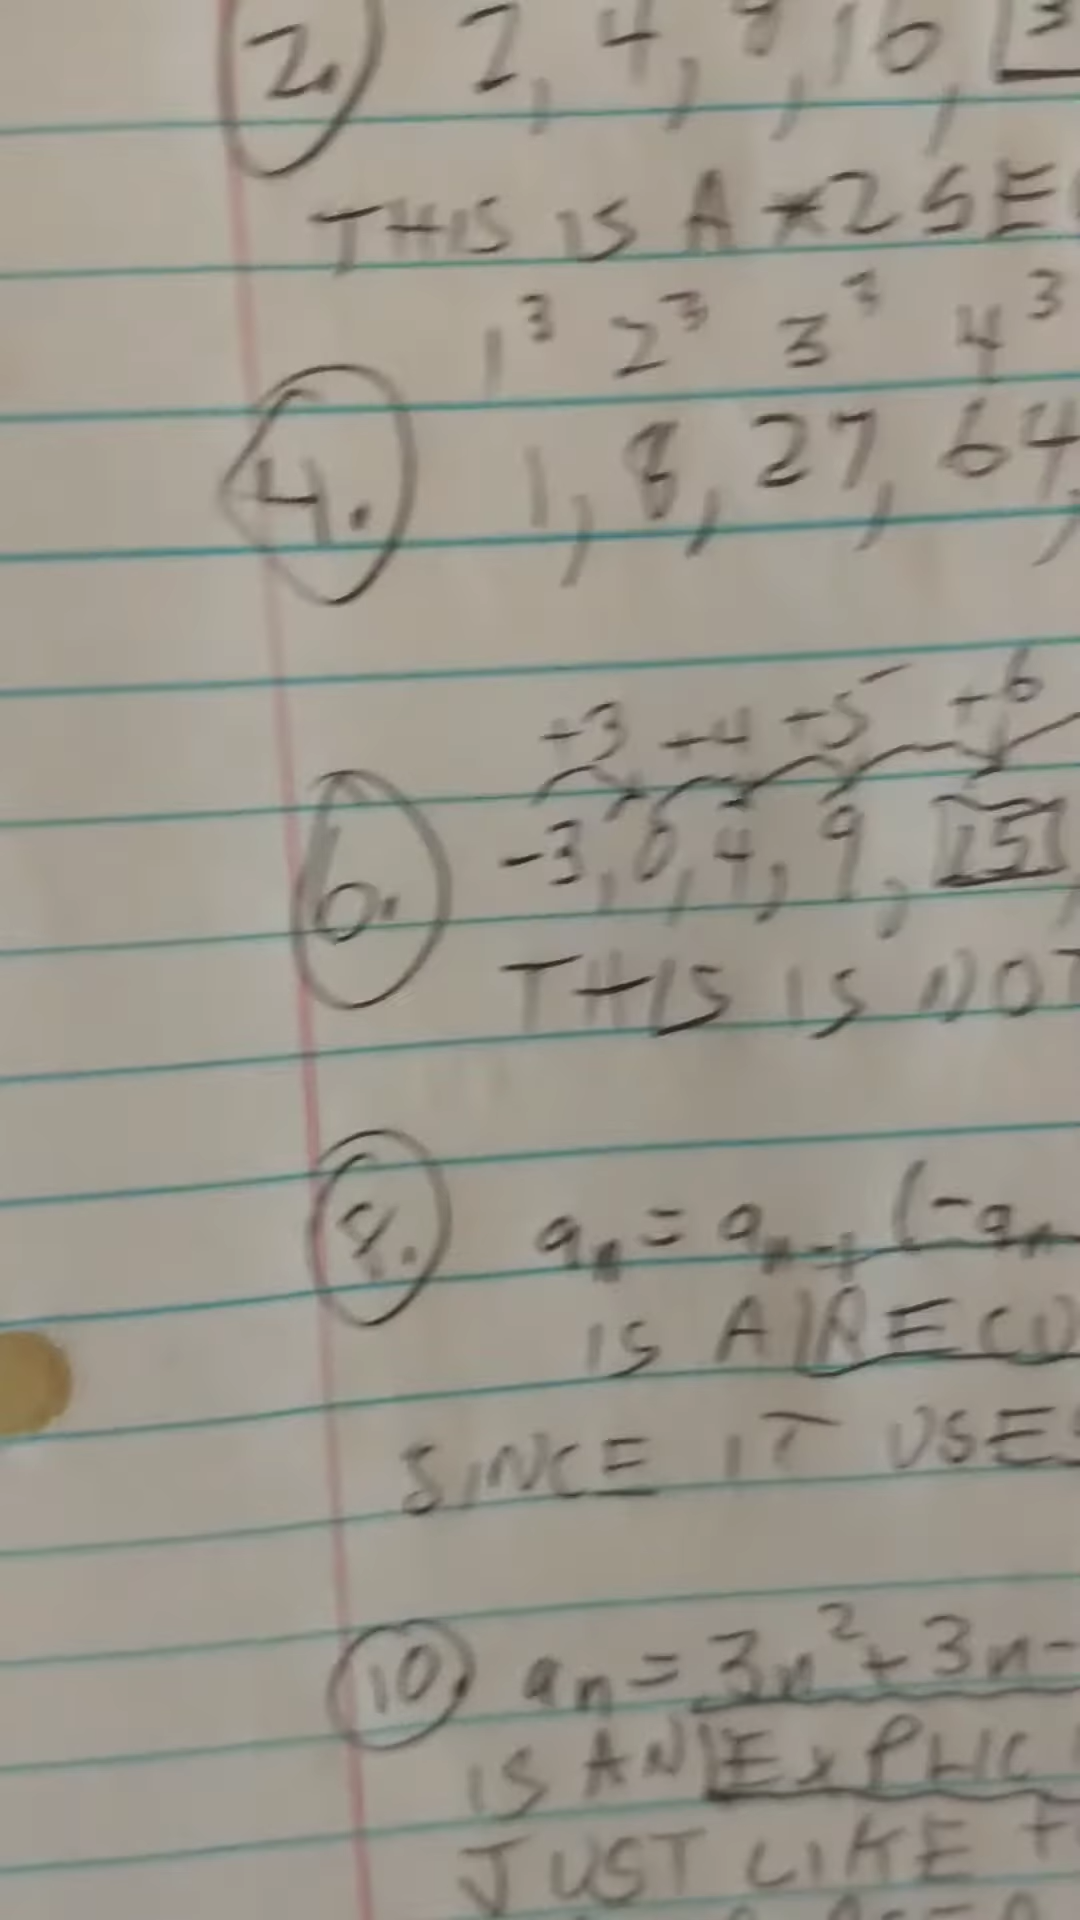 2. 2, 4, 8, 16, 3
THIS IS A *2 SE
1³ 2³ 3³ 4³
4. 1, 8, 27, 64,
+3 +4 +5 +6
6. -3, 0, 4, 9, 15,
THIS IS NOT
8. aₙ = aₙ₋₁ (-aₙ
IS A RECU
SINCE IT USES
10. aₙ = 3n² + 3n -
IS AN EXPLIC
JUST LIKE